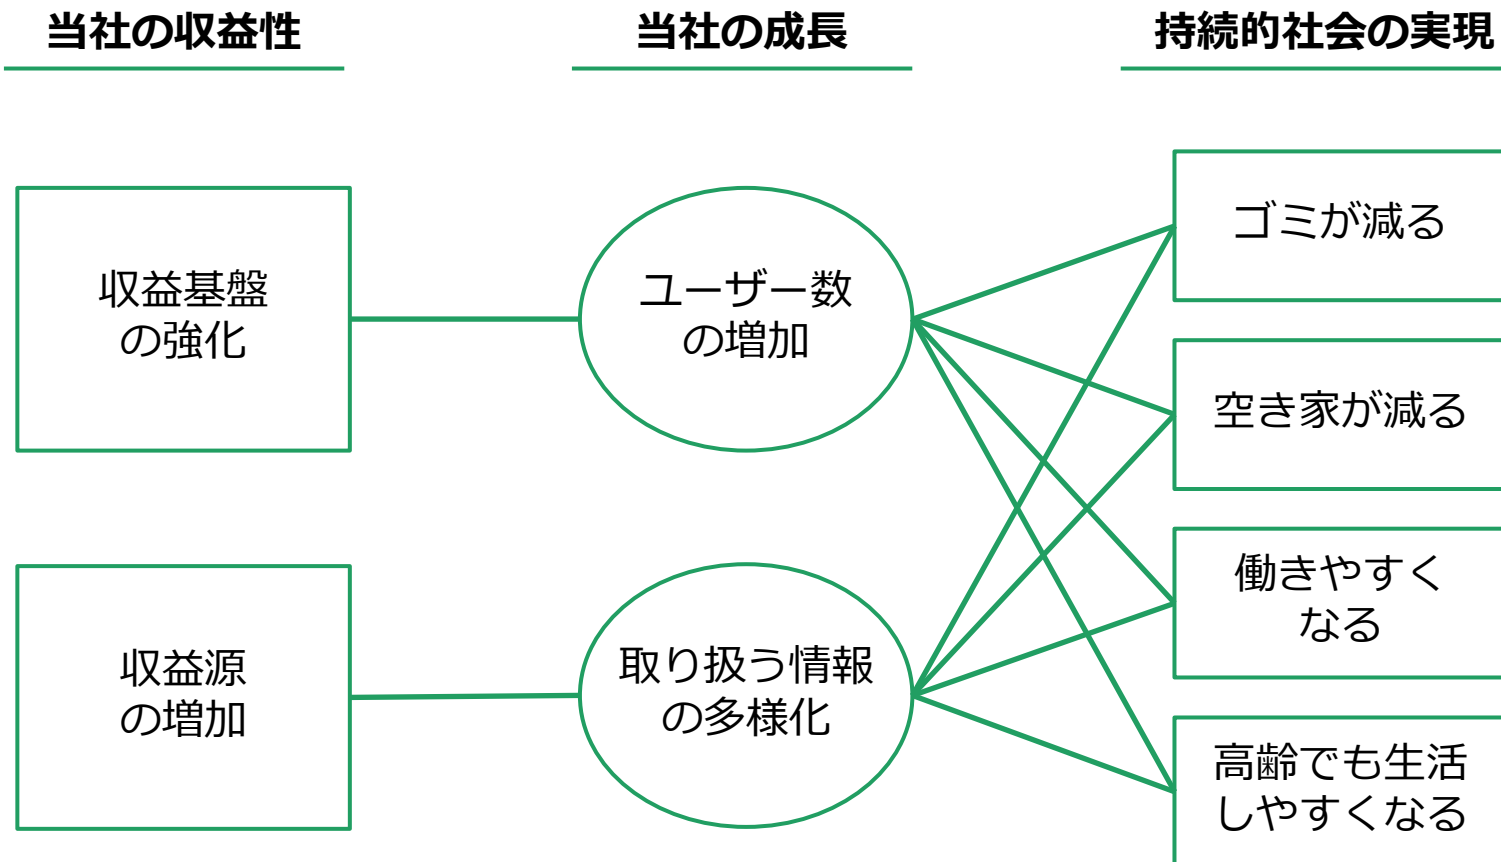 当社の収益性
当社の成長
持続的社会の実現
収益基盤
の強化
収益源
の増加
ユーザー数
の増加
取り扱う情報
の多様化
ゴミが減る
空き家が減る
働きやすく
なる
高齢でも生活
しやすくなる